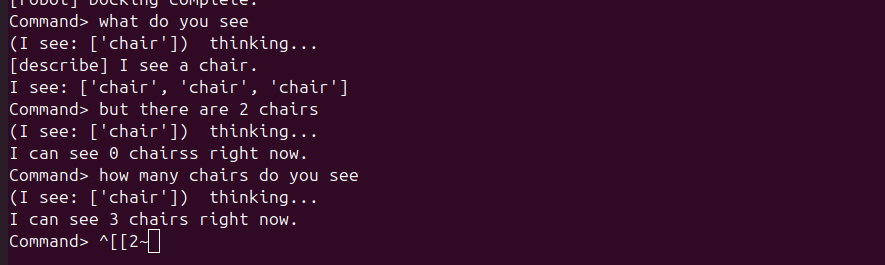 [robot] Docking complete.
Command> what do you see
(I see: ['chair'])  thinking...
[describe] I see a chair.
I see: ['chair', 'chair', 'chair']
Command> but there are 2 chairs
(I see: ['chair'])  thinking...
I can see 0 chairss right now.
Command> how many chairs do you see
(I see: ['chair'])  thinking...
I can see 3 chairs right now.
Command> ^[[2~